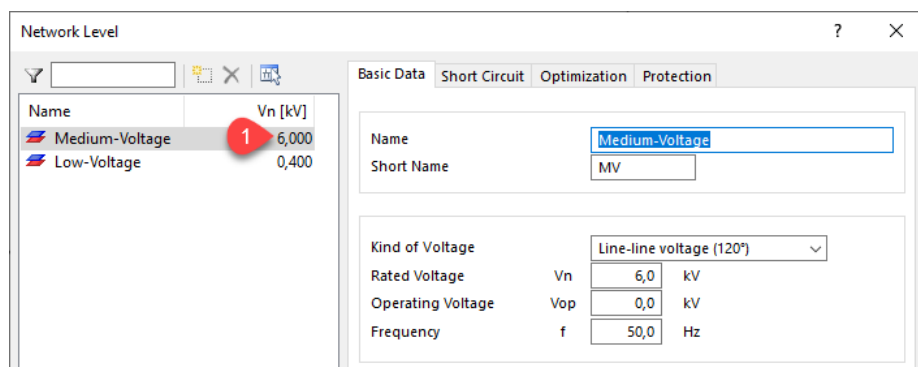 Network Level ?
Basic Data Short Circuit Optimization Protection
Name Vn [kV]
Medium-Voltage 1 6,000
Low-Voltage 0,400
Name Medium-Voltage
Short Name MV
Kind of Voltage Line-line voltage (120°)
Rated Voltage Vn 6,0 kV
Operating Voltage Vop 0,0 kV
Frequency f 50,0 Hz